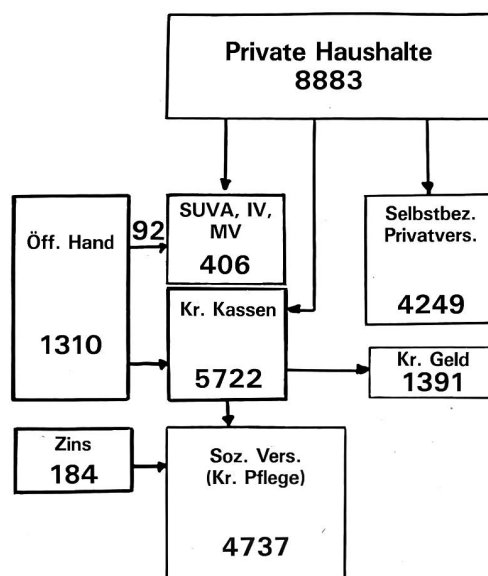 Private Haushalte
8883
SUVA, IV,
MV
406
Selbstbez.
Privatvers.
4249
Öff. Hand
1310
92
Kr. Kassen
5722
Kr. Geld
1391
Zins
184
Soz. Vers.
(Kr. Pflege)
4737